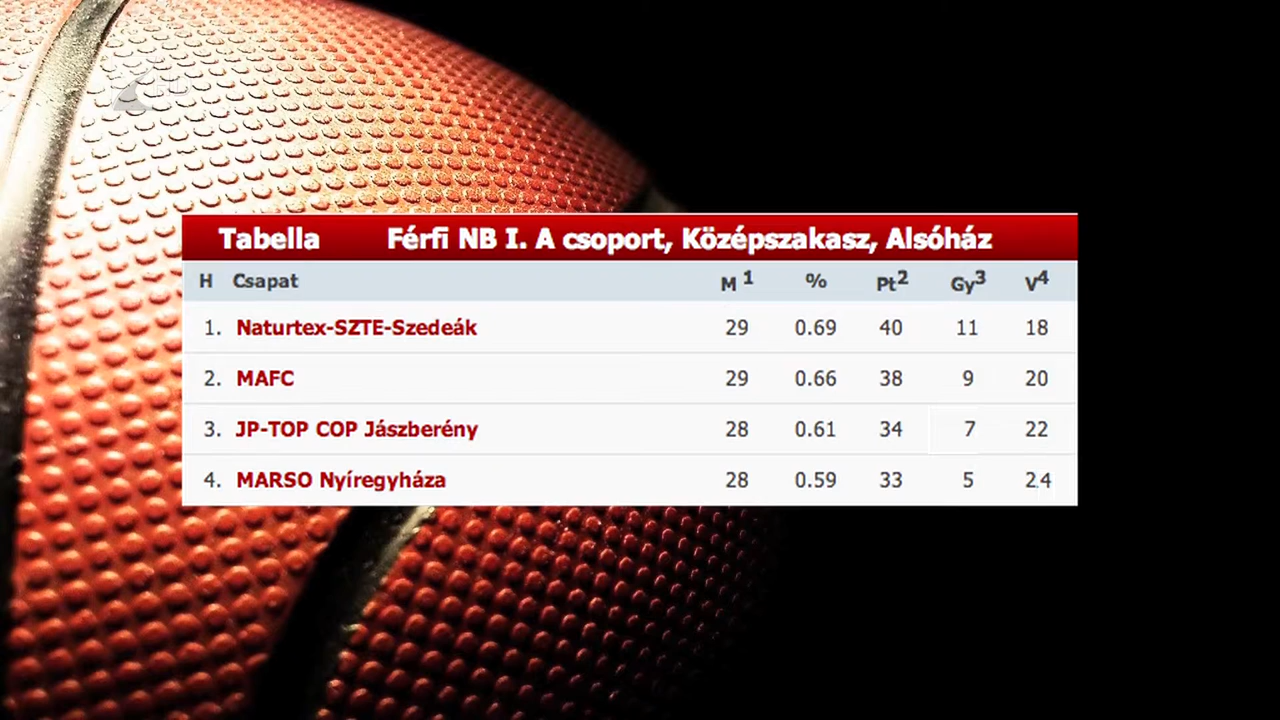 HD
Tabella Férfi NB I. A csoport, Középszakasz, Alsóház
H Csapat M 1 % Pt2 Gy3 V4
1. Naturtex-SZTE-Szedeák 29 0.69 40 11 18
2. MAFC 29 0.66 38 9 20
3. JP-TOP COP Jászberény 28 0.61 34 7 22
4. MARSO Nyíregyháza 28 0.59 33 5 24